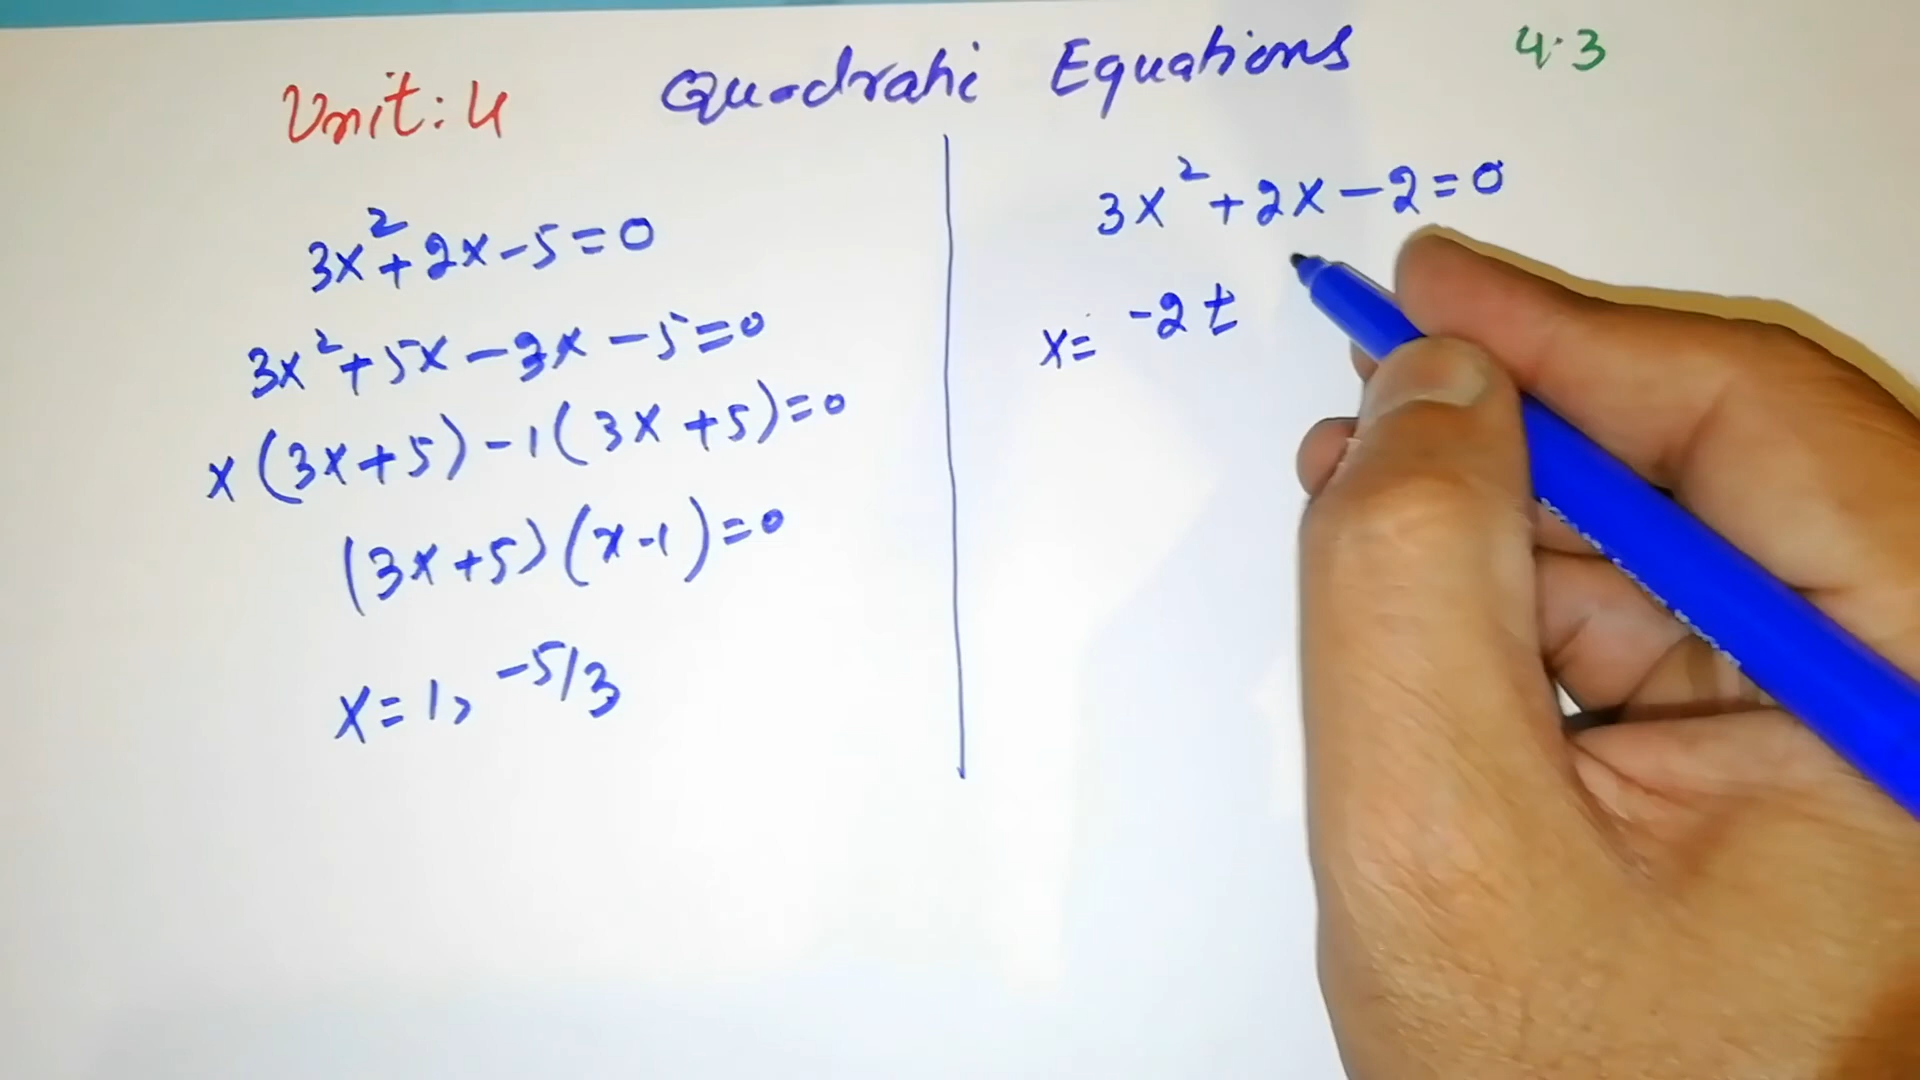 Unit: 4 Quadratic Equations 4.3
3x²+2x-5=0
3x²+5x-3x-5=0
x(3x+5)-1(3x+5)=0
(3x+5)(x-1)=0
x=1, -5/3
3x²+2x-2=0
x= -2 ±